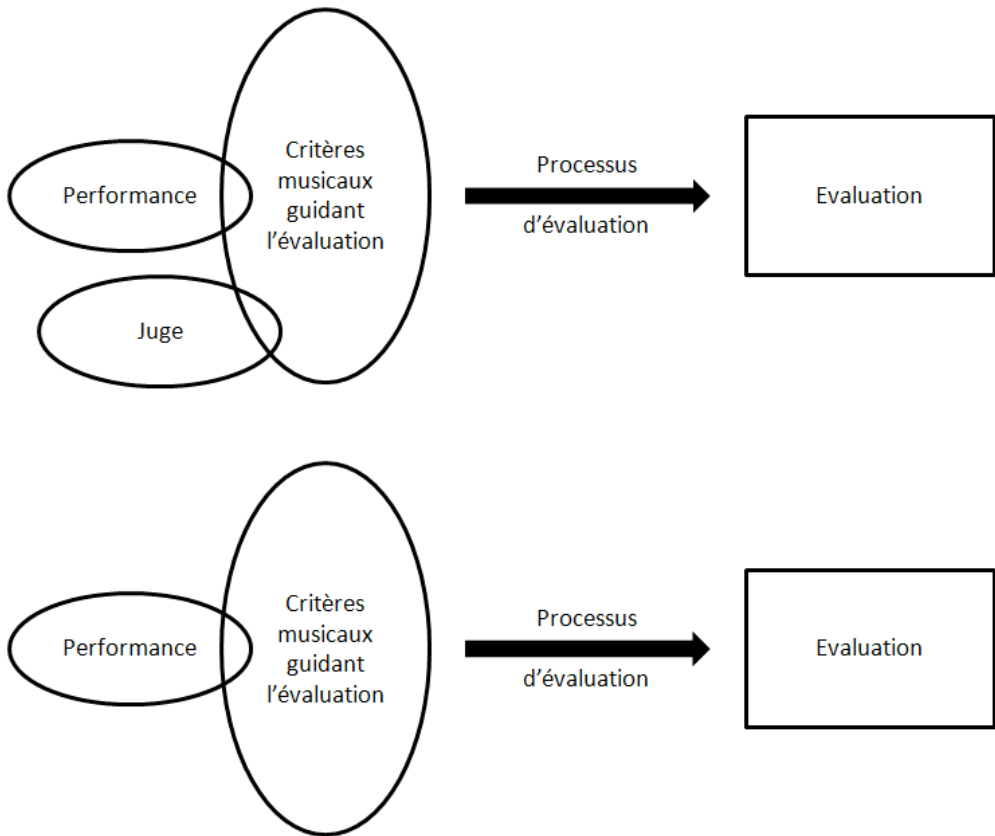 Performance
Juge
Critères
musicaux
guidant
l'évaluation
Processus
d'évaluation
Evaluation
Performance
Critères
musicaux
guidant
l'évaluation
Processus
d'évaluation
Evaluation